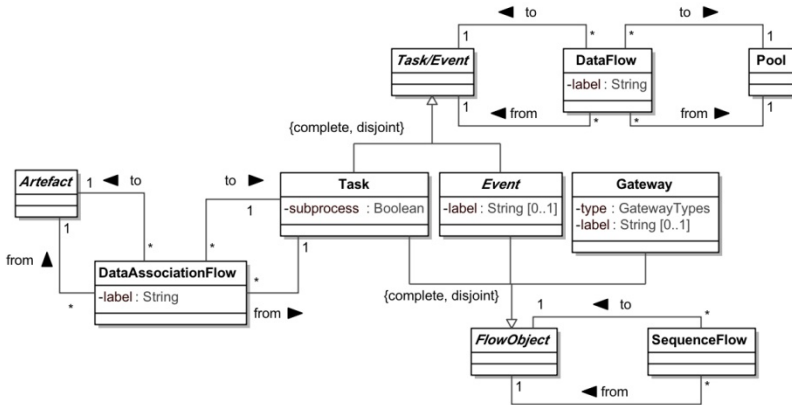 ◄ to
to ►
1
*
*
1
Task/Event
DataFlow
Pool
-label : String
1
◄ from
*
*
from ►
1
{complete, disjoint}
Artefact
1
◄ to
to ►
Task
Event
Gateway
-subprocess : Boolean
-label : String [0..1]
-type : GatewayTypes
-label : String [0..1]
1
1
*
*
1
from ▲
DataAssociationFlow
*
-label : String
*
from ►
{complete, disjoint}
1
◄ to
*
FlowObject
SequenceFlow
1
◄ from
*